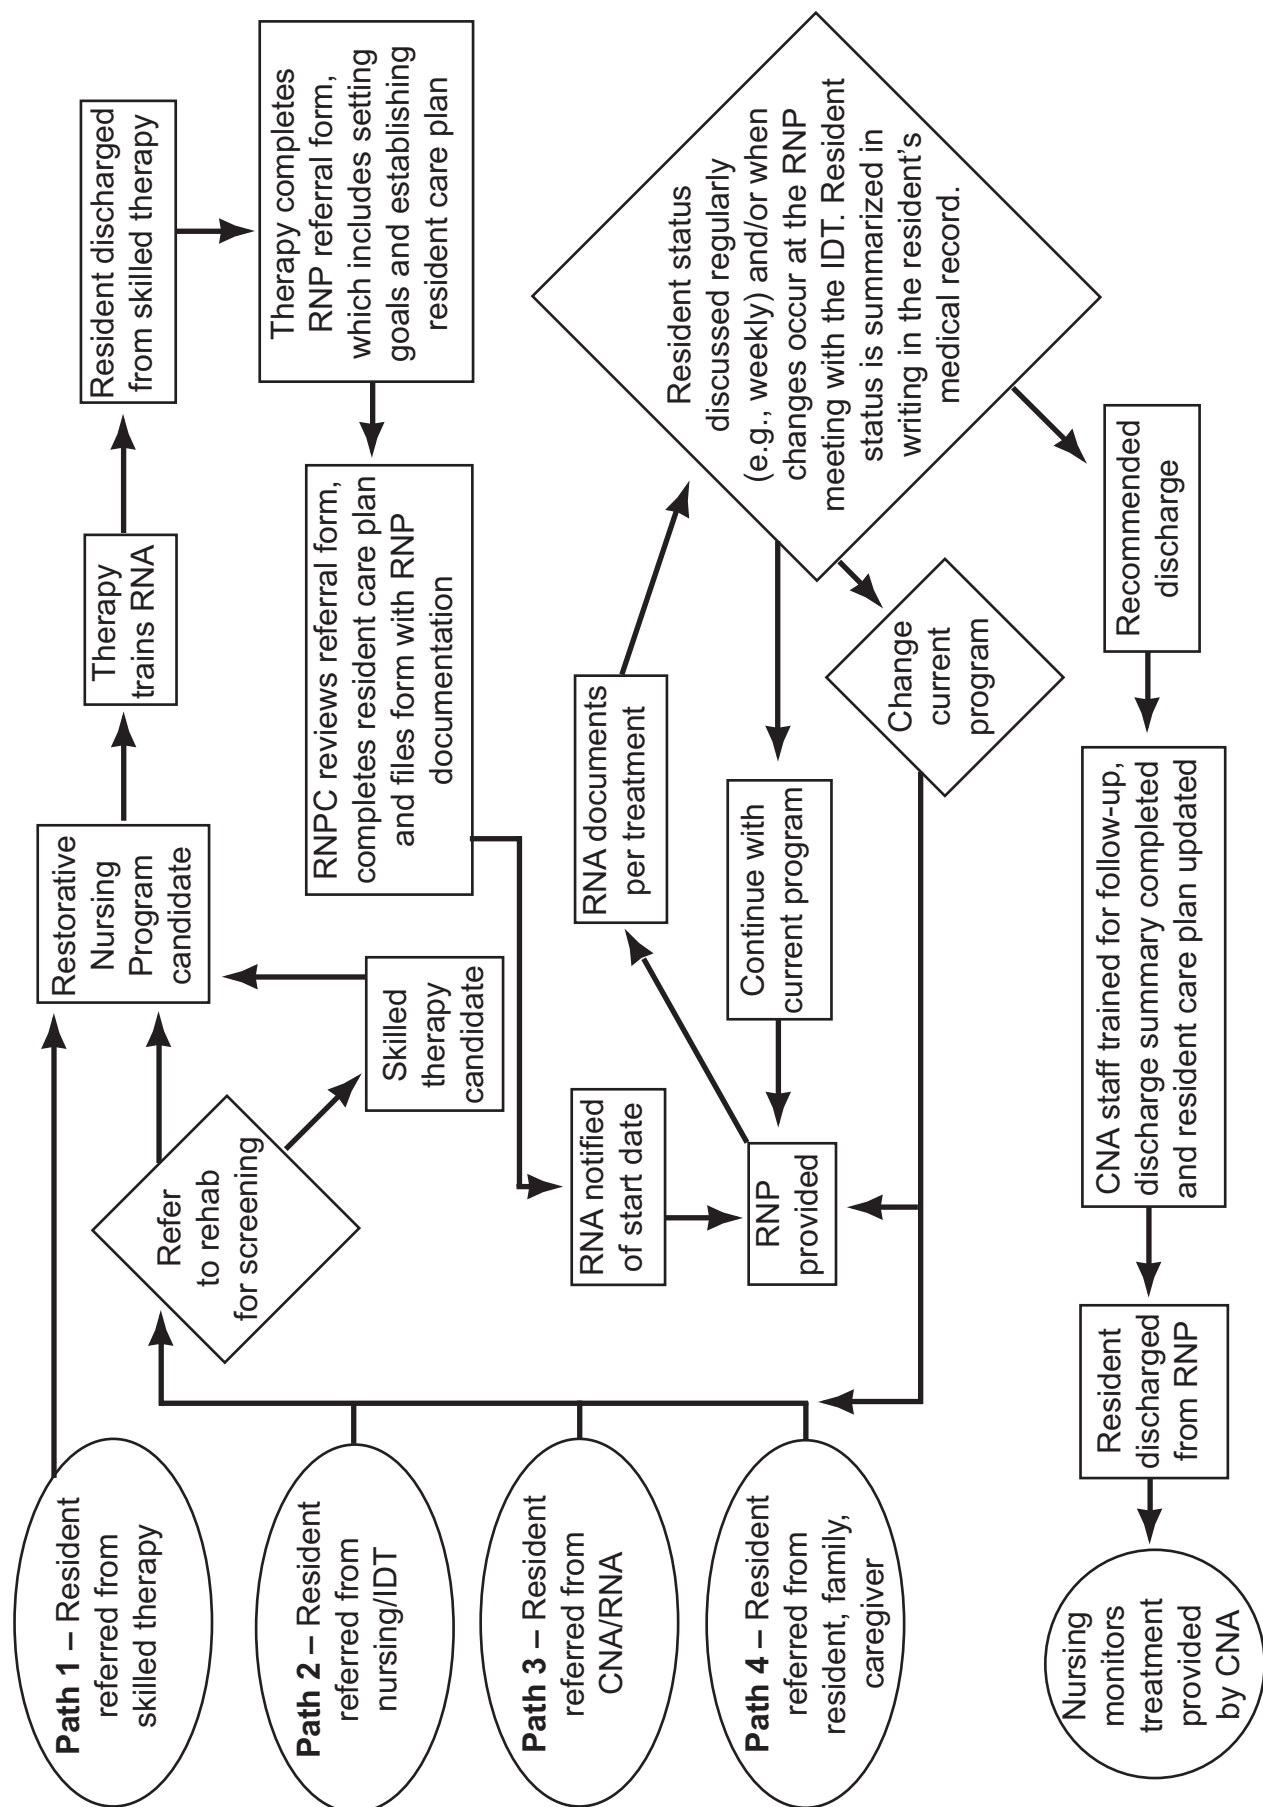 Path 1 – Resident
referred from
skilled therapy
Path 2 – Resident
referred from
nursing/IDT
Path 3 – Resident
referred from
CNA/RNA
Path 4 – Resident
referred from
resident, family,
caregiver
Refer
to rehab
for screening
Skilled
therapy
candidate
Restorative
Nursing
Program
candidate
Therapy
trains RNA
Resident discharged
from skilled therapy
Therapy completes
RNP referral form,
which includes setting
goals and establishing
resident care plan
RNPC reviews referral form,
completes resident care plan
and files form with RNP
documentation
RNA notified
of start date
RNP
provided
RNA documents
per treatment
Resident status
discussed regularly
(e.g., weekly) and/or when
changes occur at the RNP
meeting with the IDT. Resident
status is summarized in
writing in the resident's
medical record.
Continue with
current program
Change
current
program
Recommended
discharge
CNA staff trained for follow-up,
discharge summary completed
and resident care plan updated
Resident
discharged
from RNP
Nursing
monitors
treatment
provided
by CNA